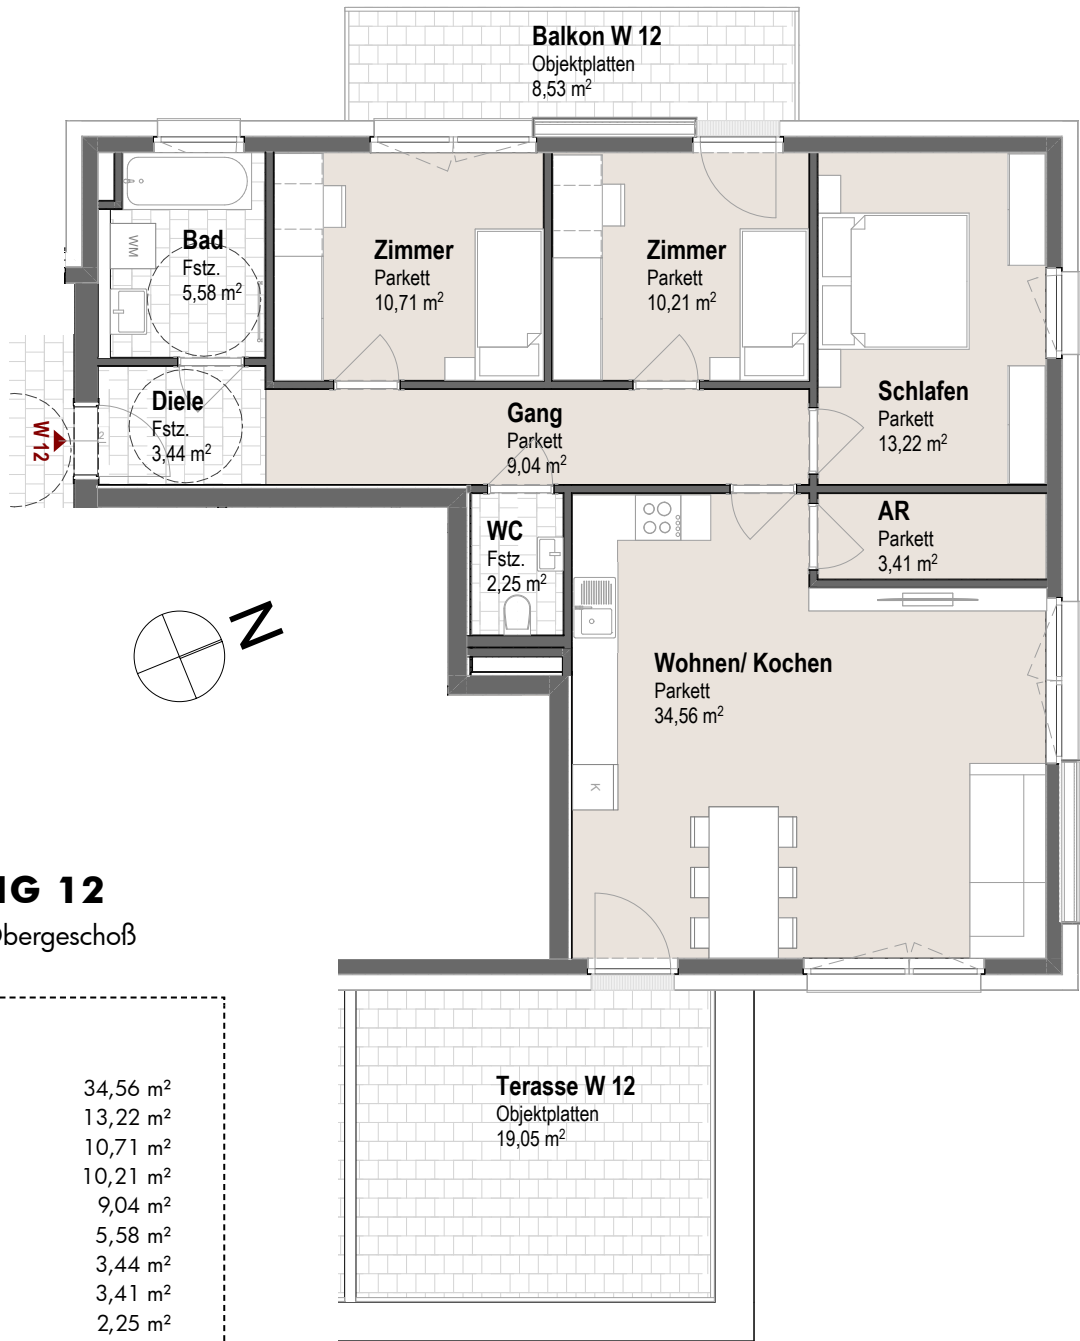 Balkon W 12
Objektplatten
8,53 m²
Bad
Fstz.
5,58 m²
WM
Zimmer
Parkett
10,71 m²
Zimmer
Parkett
10,21 m²
Schlafen
Parkett
13,22 m²
Diele
Fstz.
3,44 m²
W 12
Gang
Parkett
9,04 m²
WC
Fstz.
2,25 m²
AR
Parkett
3,41 m²
N
Wohnen/ Kochen
Parkett
34,56 m²
K
G 12
bergeschoß
Terasse W 12
Objektplatten
19,05 m²
34,56 m²
13,22 m²
10,71 m²
10,21 m²
9,04 m²
5,58 m²
3,44 m²
3,41 m²
2,25 m²